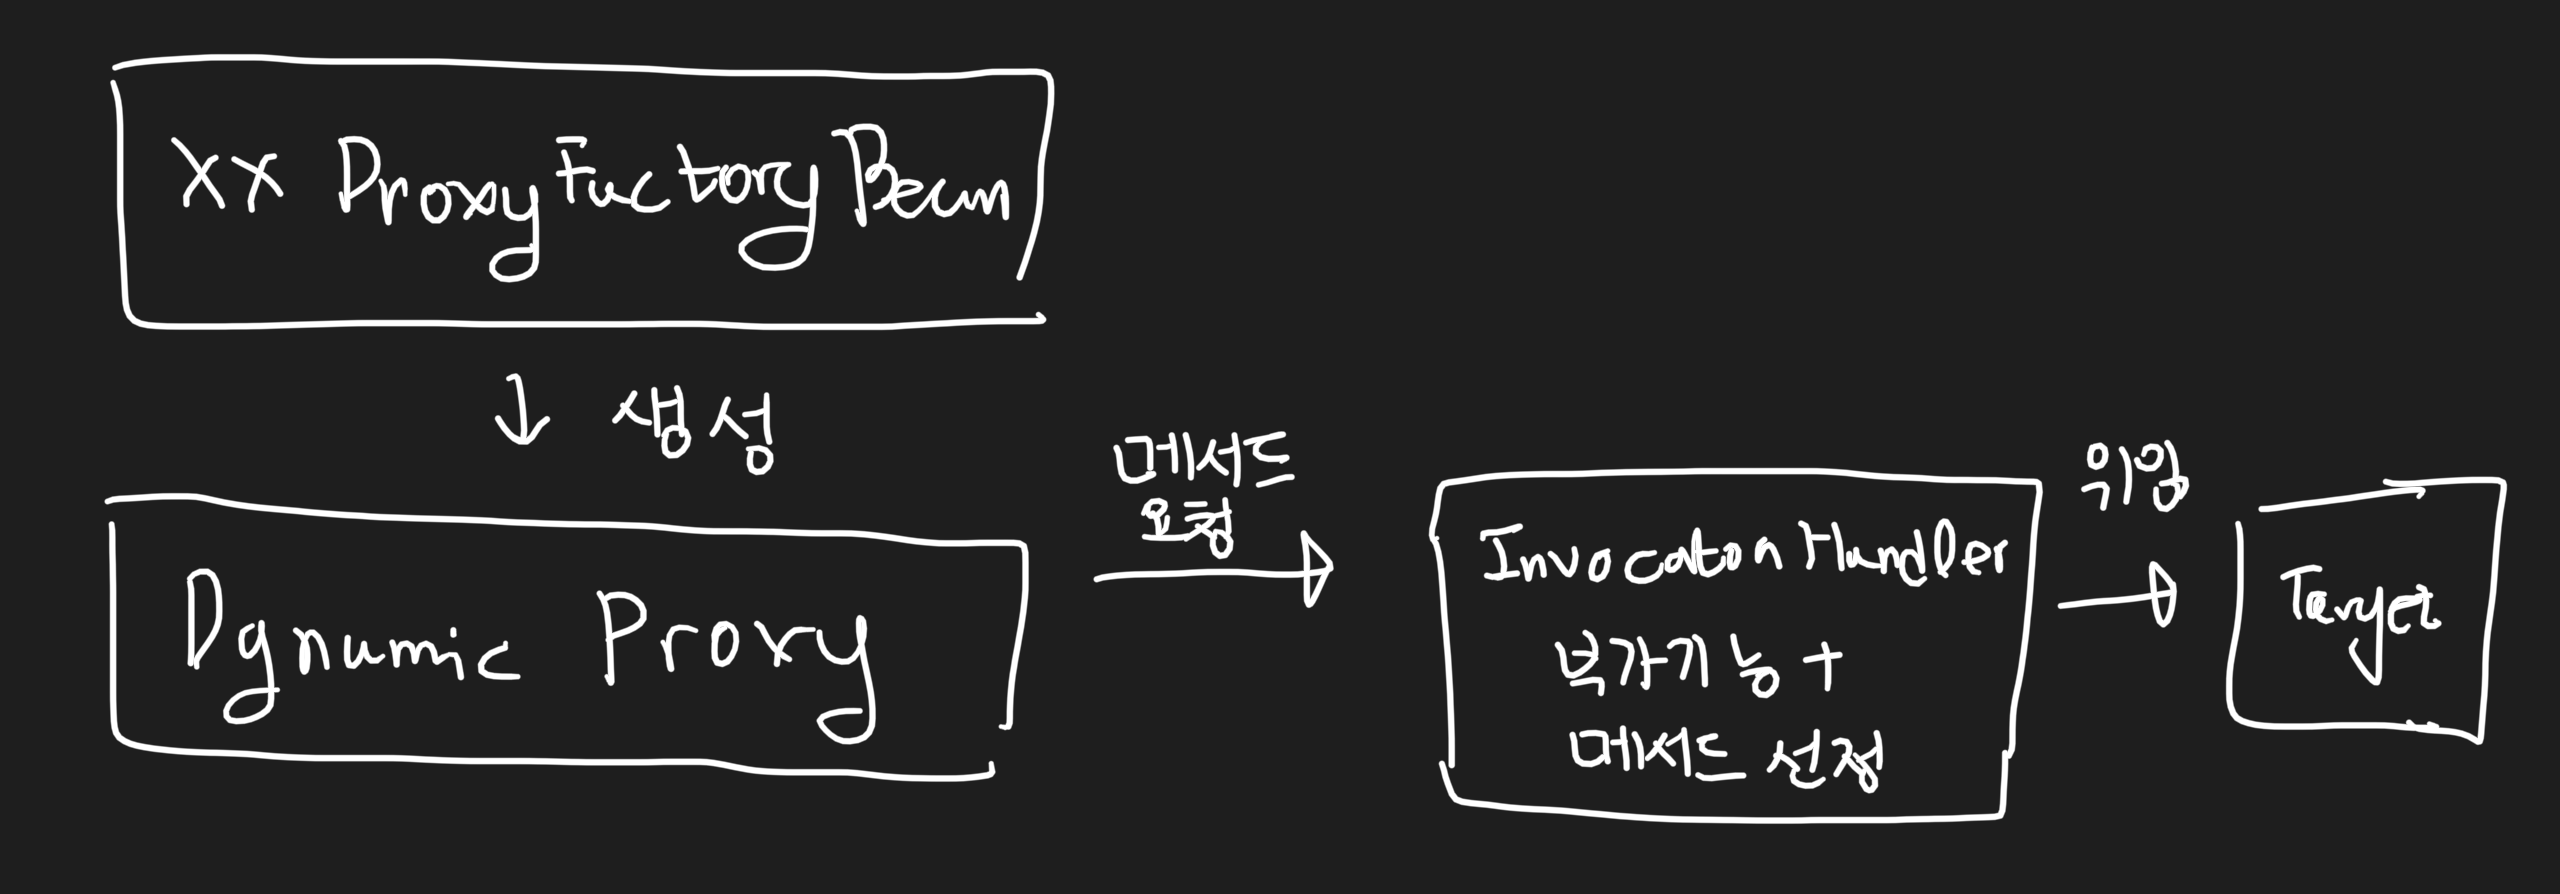 XX ProxyFactoryBean
생성
Dynamic Proxy
메서드
요청
InvocatonHandler
부가기능 +
메서드 선정
위임
Target